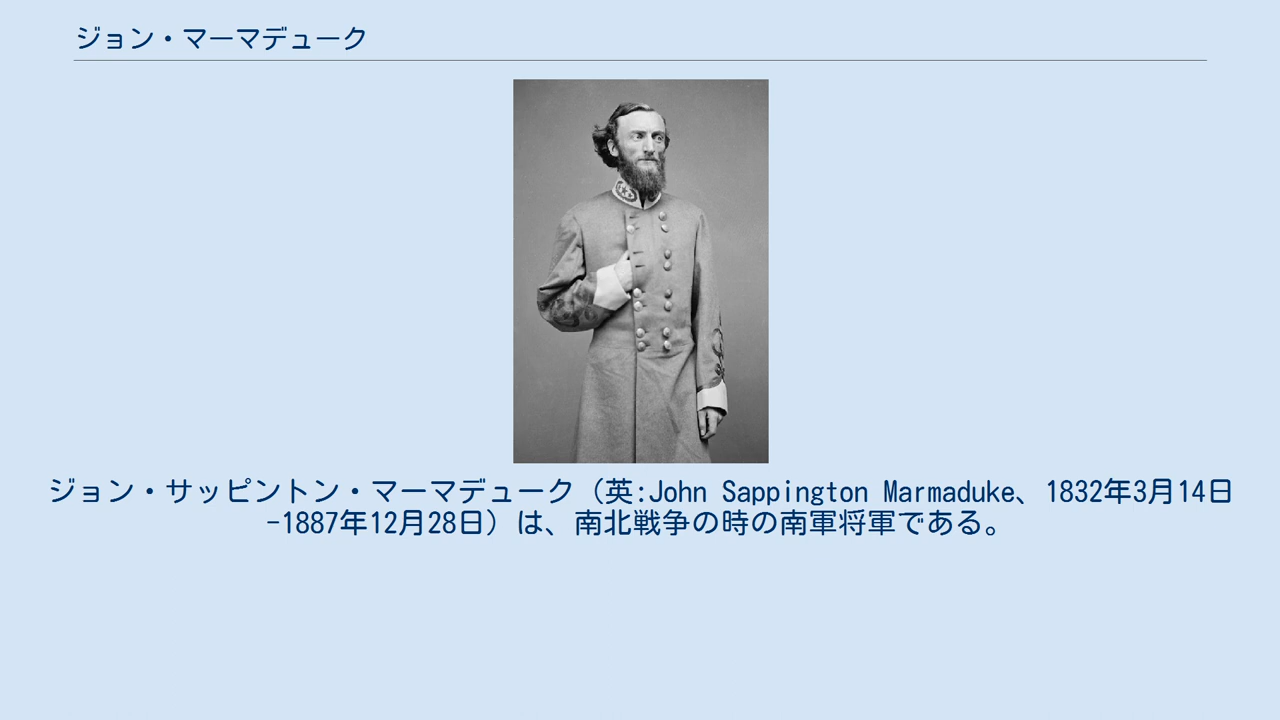 ジョン・マーマデューク
ジョン・サッピントン・マーマデューク（英:John Sappington Marmaduke、1832年3月14日
-1887年12月28日）は、南北戦争の時の南軍将軍である。